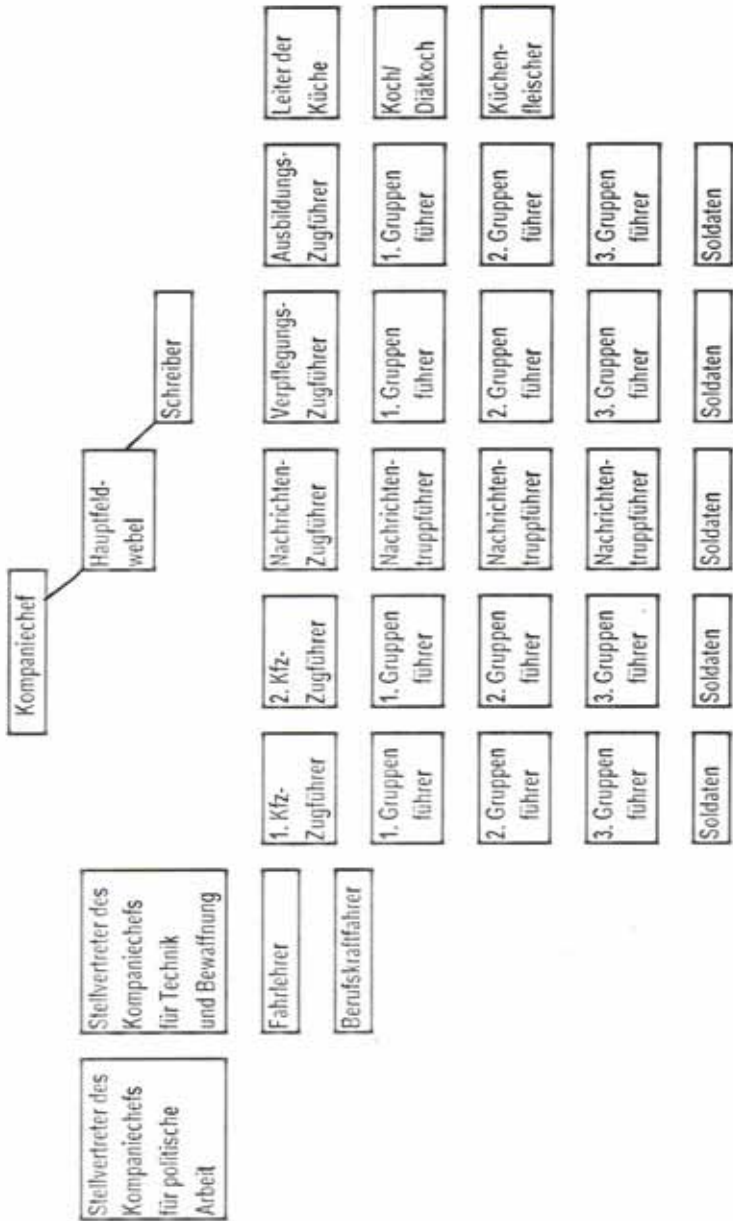 Kompaniechef
Hauptfeld-
webel
Schreiber
Stellvertreter des
Kompaniechefs
für politische
Arbeit
Stellvertreter des
Kompaniechefs
für Technik
und Bewaffnung
Fahrlehrer
Berufskraftfahrer
1. Kfz-
Zugführer
2. Kfz-
Zugführer
Nachrichten-
Zugführer
Verpflegungs-
Zugführer
Ausbildungs-
Zugführer
Leiter der
Küche
1. Gruppen
führer
1. Gruppen
führer
Nachrichten-
truppführer
1. Gruppen
führer
1. Gruppen
führer
Koch/
Diätkoch
2. Gruppen
führer
2. Gruppen
führer
Nachrichten-
truppführer
2. Gruppen
führer
2. Gruppen
führer
Küchen-
fleischer
3. Gruppen
führer
3. Gruppen
führer
Nachrichten-
truppführer
3. Gruppen
führer
3. Gruppen
führer
Soldaten
Soldaten
Soldaten
Soldaten
Soldaten